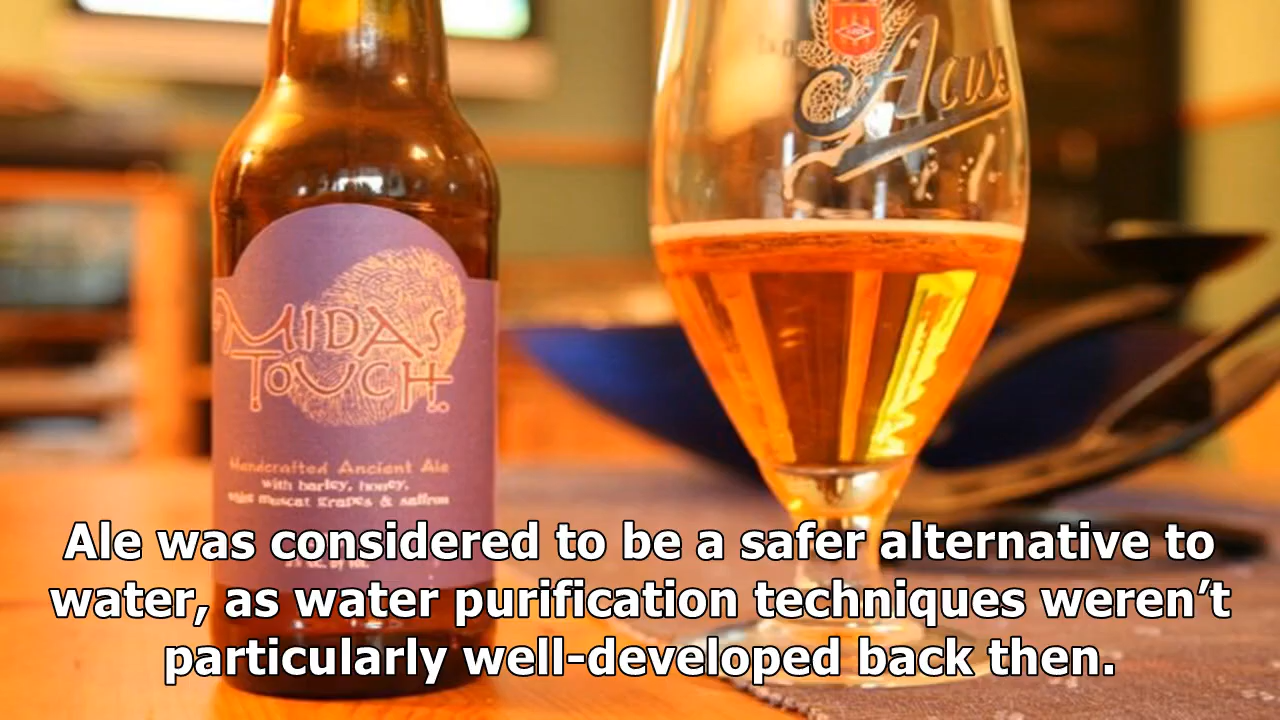 MIDAS
TOUCH
Handcrafted Ancient Ale
with barley, honey,
white muscat grapes & saffron
Ale was considered to be a safer alternative to
water, as water purification techniques weren’t
particularly well-developed back then.